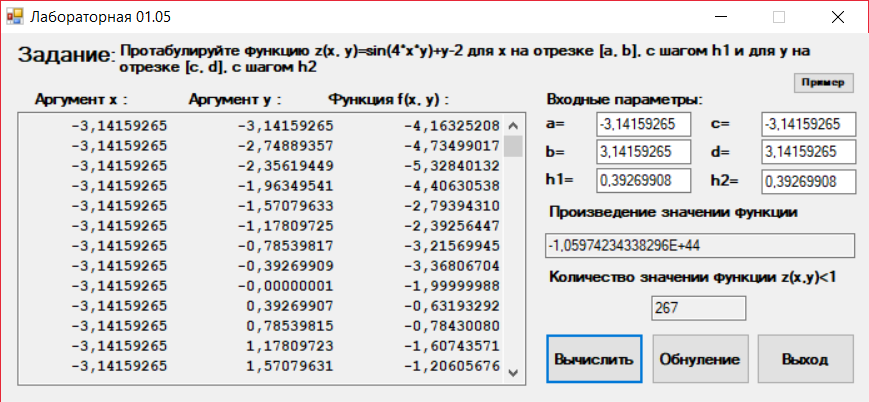 Лабораторная 01.05
Задание: Протабулируйте функцию z(x, y)=sin(4*x*y)+y-2 для x на отрезке [a, b], с шагом h1 и для y на
отрезке [c, d], с шагом h2
Пример
Аргумент x : Аргумент y : Функция f(x, y) :
-3,14159265 -3,14159265 -4,16325208
-3,14159265 -2,74889357 -4,73499017
-3,14159265 -2,35619449 -5,32840132
-3,14159265 -1,96349541 -4,40630538
-3,14159265 -1,57079633 -2,79394310
-3,14159265 -1,17809725 -2,39256447
-3,14159265 -0,78539817 -3,21569945
-3,14159265 -0,39269909 -3,36806704
-3,14159265 -0,00000001 -1,99999988
-3,14159265 0,39269907 -0,63193292
-3,14159265 0,78539815 -0,78430080
-3,14159265 1,17809723 -1,60743571
-3,14159265 1,57079631 -1,20605676
Входные параметры:
a= -3,14159265 c= -3,14159265
b= 3,14159265 d= 3,14159265
h1= 0,39269908 h2= 0,39269908
Произведение значении функции
-1,05974234338296E+44
Количество значении функции z(x,y)<1
267
Вычислить Обнуление Выход